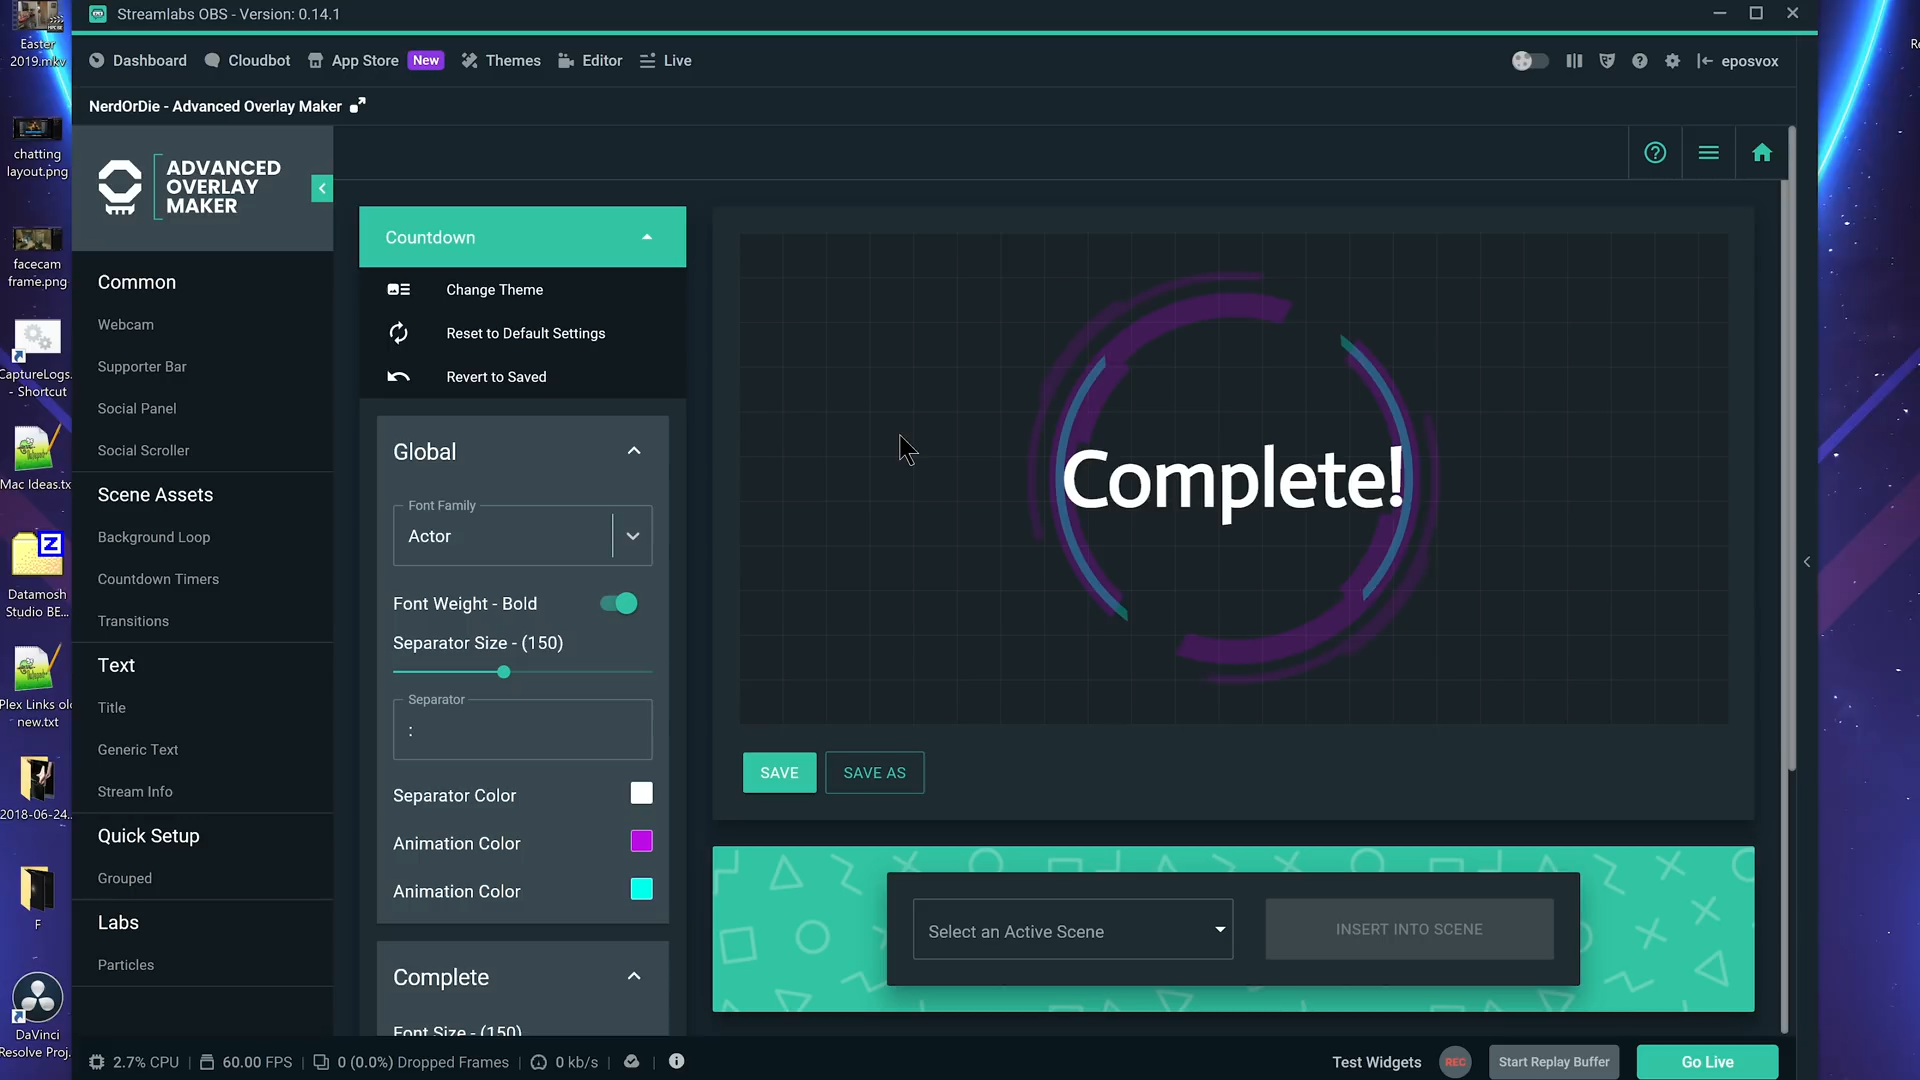 Streamlabs OBS - Version: 0.14.1
Dashboard
Cloudbot
App Store
New
Themes
Editor
Live
eposvox
NerdOrDie - Advanced Overlay Maker
ADVANCED
OVERLAY
MAKER
Common
Webcam
Supporter Bar
Social Panel
Social Scroller
Scene Assets
Background Loop
Countdown Timers
Transitions
Text
Title
Generic Text
Stream Info
Quick Setup
Grouped
Labs
Particles
Countdown
Change Theme
Reset to Default Settings
Revert to Saved
Global
Font Family
Actor
Font Weight - Bold
Separator Size - (150)
Separator
:
Separator Color
Animation Color
Animation Color
Complete
Font Size - (150)
Complete!
SAVE
SAVE AS
Select an Active Scene
INSERT INTO SCENE
2.7% CPU
60.00 FPS
0 (0.0%) Dropped Frames
0 kb/s
Test Widgets
REC
Start Replay Buffer
Go Live
Easter
2019.mkv
chatting
layout.png
facecam
frame.png
CaptureLogs.
- Shortcut
Mac Ideas.tx
Z
Datamosh
Studio BE...
Plex Links ol
new.txt
2018-06-24..
F
DaVinci
Resolve Proj.